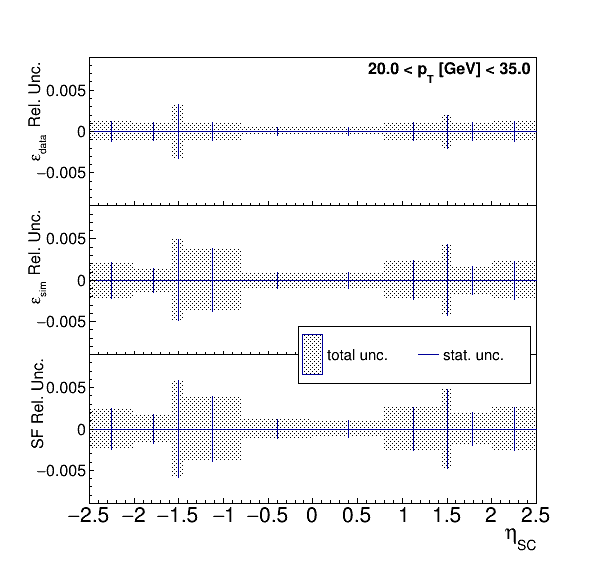 20.0 < p_T [GeV] < 35.0
ε_data Rel. Unc.
0.005
0
−0.005
ε_sim Rel. Unc.
0.005
0
−0.005
total unc.
stat. unc.
SF Rel. Unc.
0.005
0
−0.005
−2.5 −2 −1.5 −1 −0.5 0 0.5 1 1.5 2 2.5
η_SC